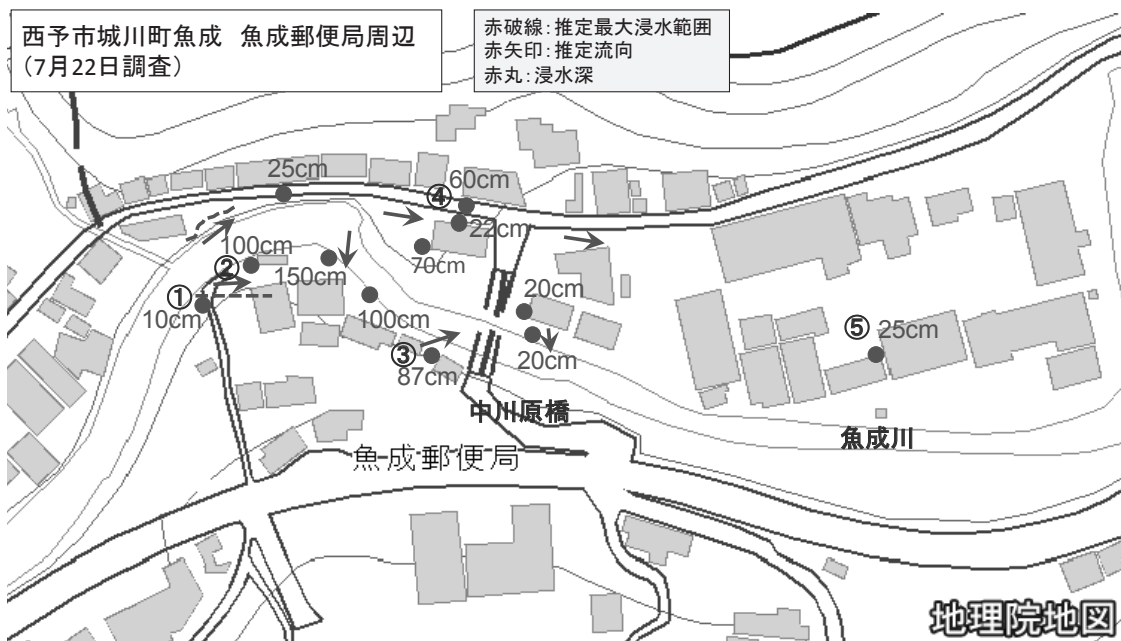 西予市城川町魚成 魚成郵便局周辺
(7月22日調査)
赤破線:推定最大浸水範囲
赤矢印:推定流向
赤丸:浸水深
25cm
④
60cm
22cm
70cm
100cm
②
150cm
①
10cm
100cm
20cm
20cm
③
87cm
⑤
25cm
中川原橋
魚成川
魚成郵便局
地理院地図